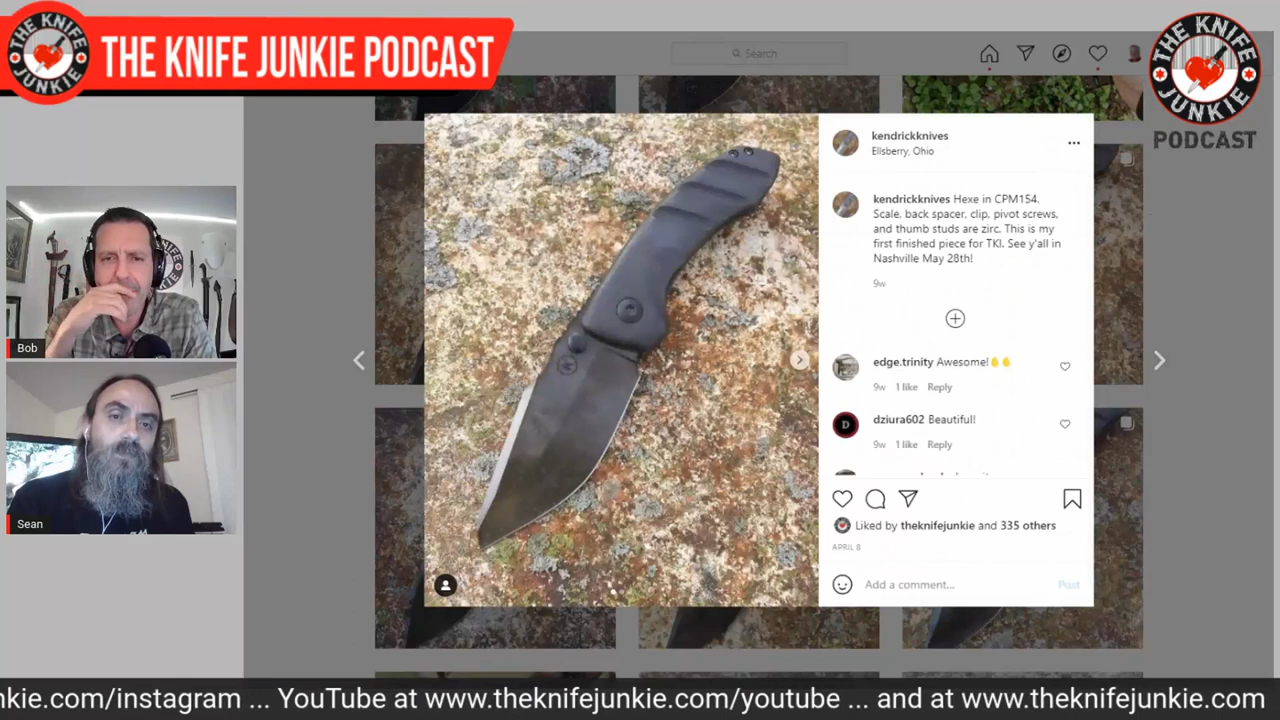 THE KNIFE JUNKIE
THE KNIFE JUNKIE PODCAST
Search
THE KNIFE JUNKIE
PODCAST
kendrickknives
Ellsberry, Ohio
kendrickknives Hexe in CPM154.
Scale, back spacer, clip, pivot screws,
and thumb studs are zirc. This is my
first finished piece for TKI. See y'all in
Nashville May 28th!
9w
edge.trinity Awesome!
9w 1 like Reply
D
dziura602 Beautiful!
9w 1 like Reply
Liked by theknifejunkie and 335 others
APRIL 8
Add a comment...
Post
Bob
Sean
nkie.com/instagram ... YouTube at www.theknifejunkie.com/youtube ... and at www.theknifejunkie.com